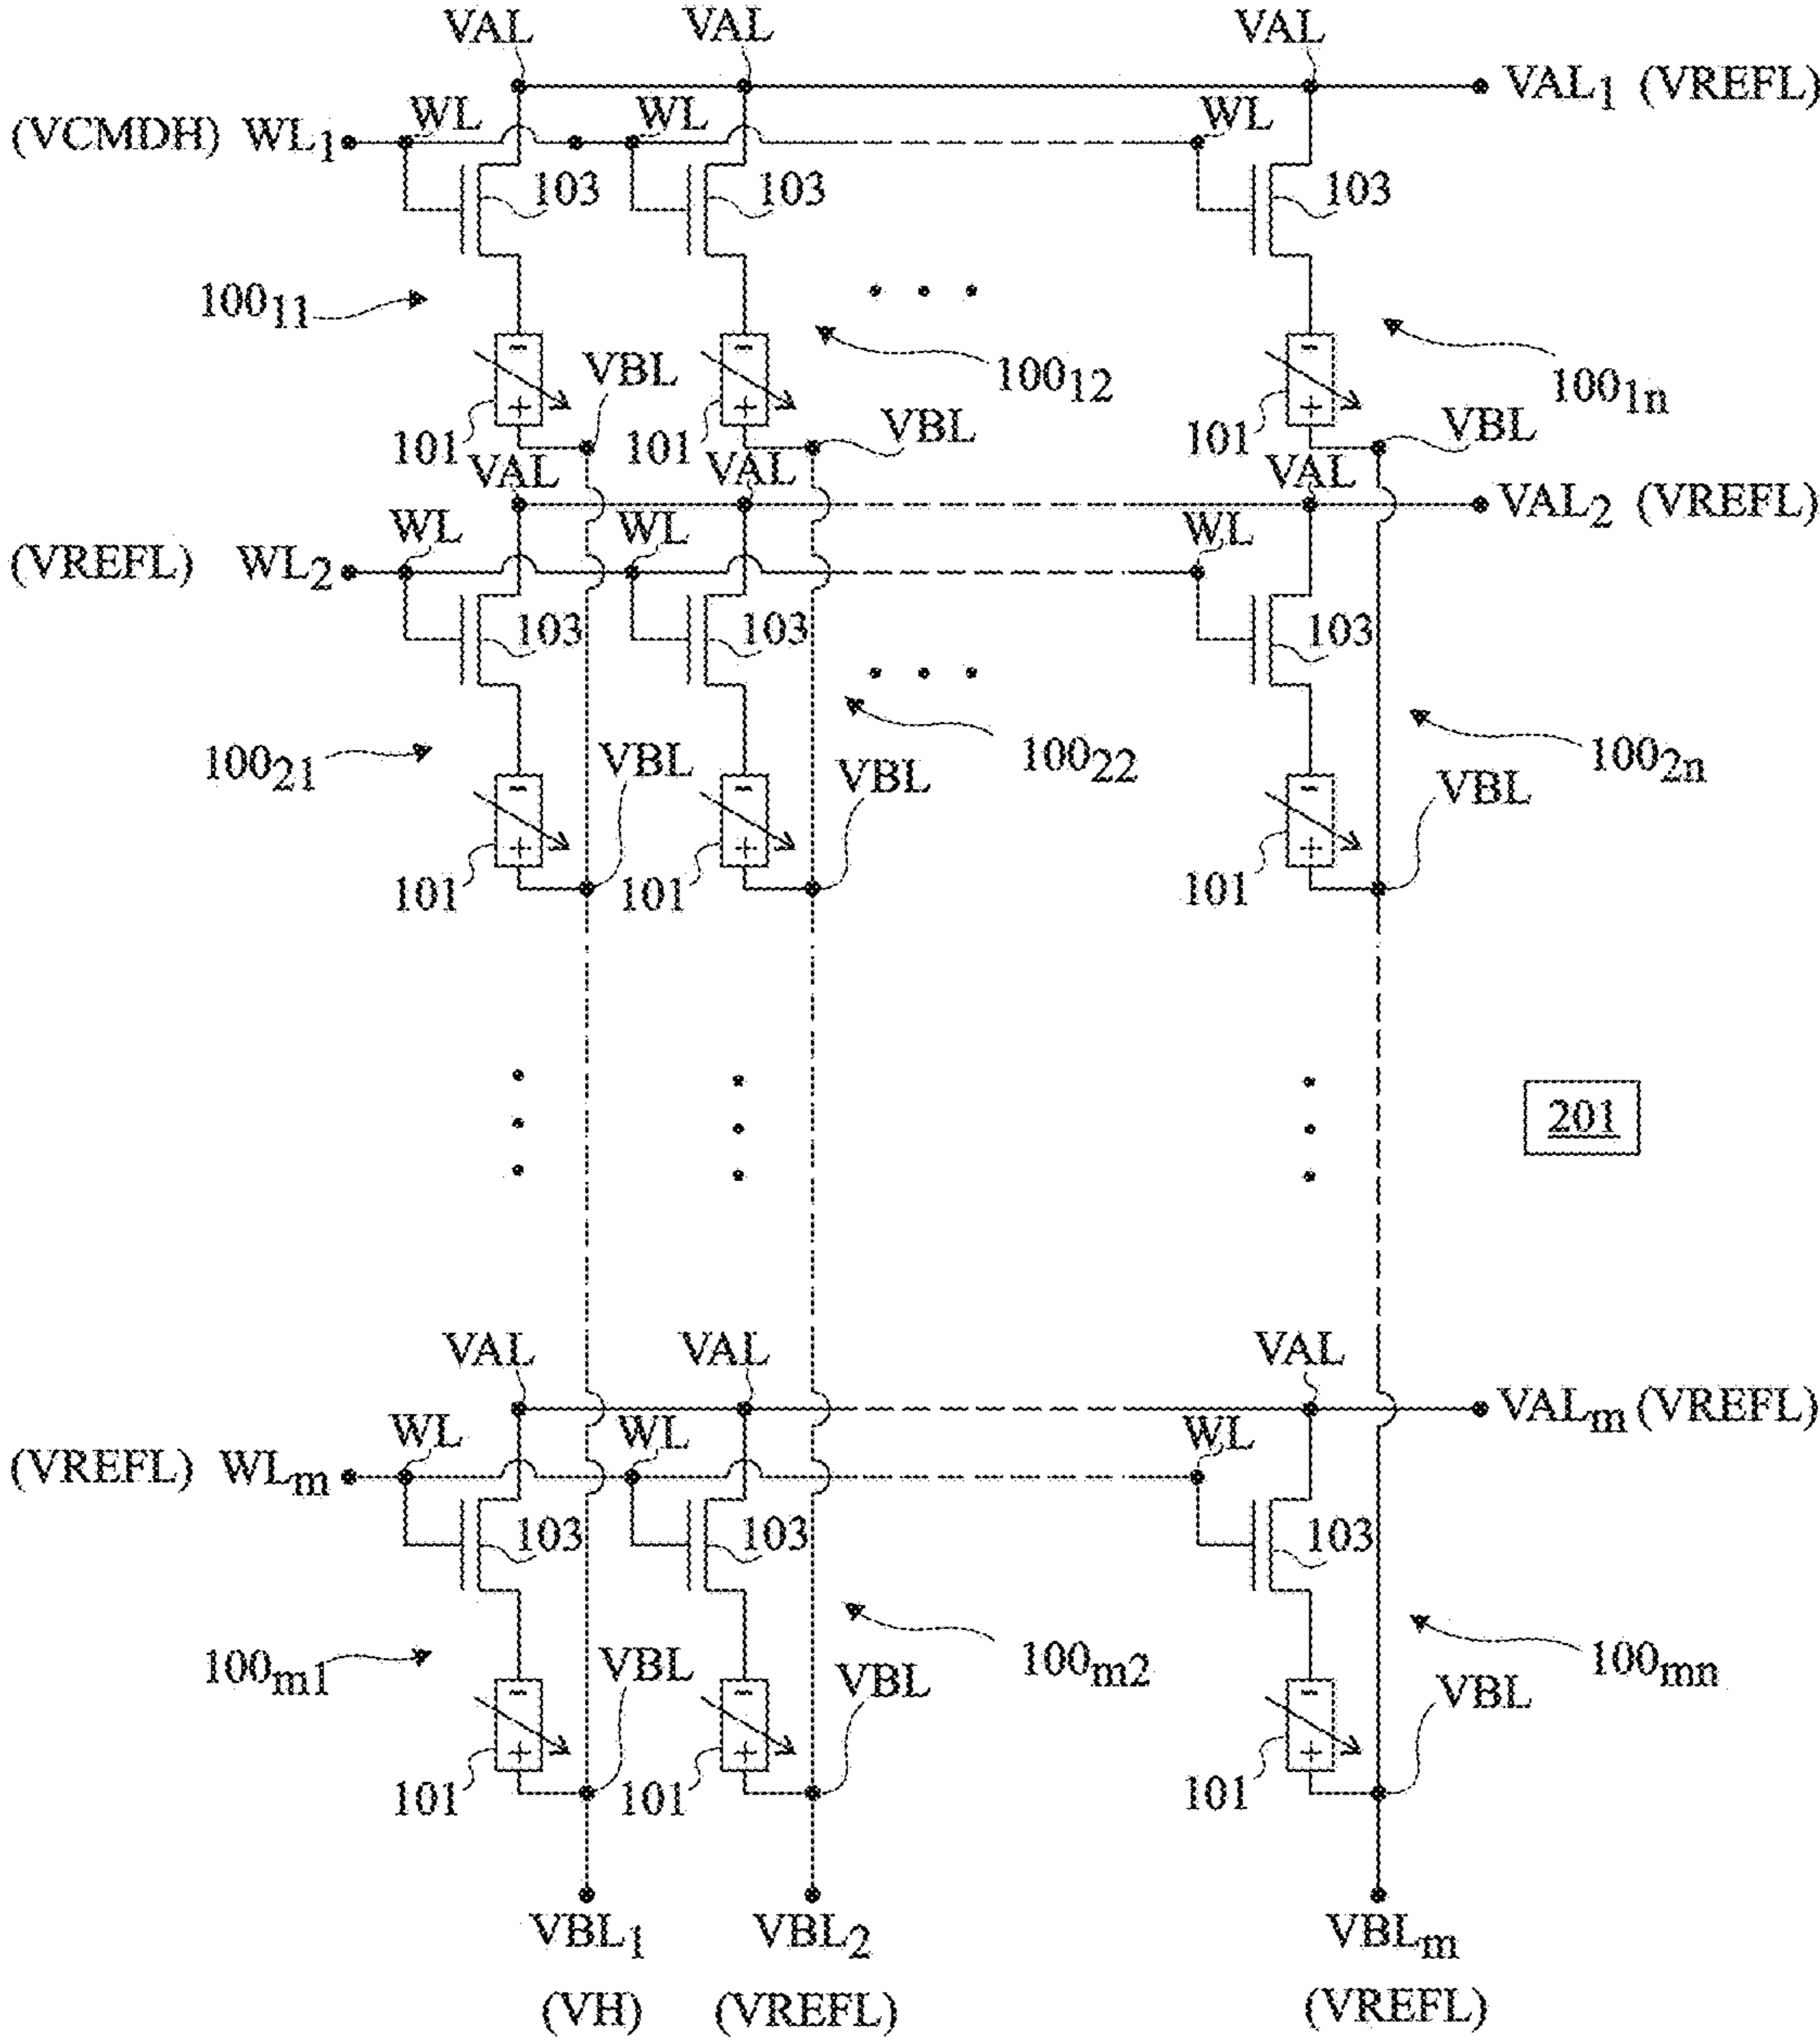 VAL VAL VAL
VAL1 (VREFL)
(VCMDH) WL1 WL WL WL
103 103 103
10011 10012 1001n
- - -
VBL VBL VBL
+ + +
101 101 101
VAL VAL VAL
VAL2 (VREFL)
(VREFL) WL2 WL WL WL
103 103 103
10021 10022 2002n
- - -
VBL VBL VBL
+ + +
101 101 101
201
VAL VAL VAL
VALm (VREFL)
(VREFL) WLm WL WL WL
103 103 103
100m1 100m2 100mn
- - -
VBL VBL VBL
+ + +
101 101 101
VBL1 VBL2 VBLm
(VH) (VREFL) (VREFL)